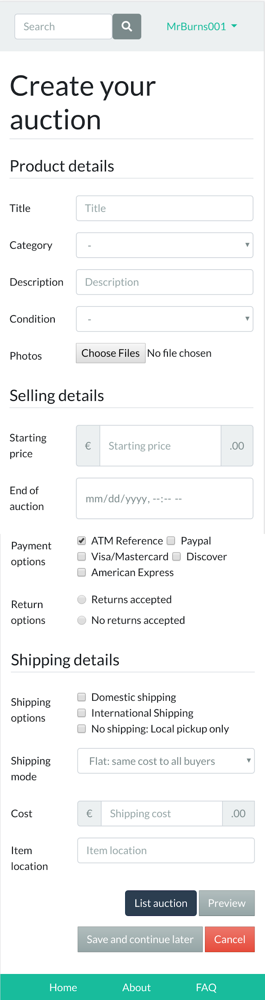 Search
MrBurns001
Create your
auction
Product details
Title
Title
Category
-
Description
Description
Condition
-
Photos
Choose Files No file chosen
Selling details
Starting
price
€ Starting price .00
End of
auction
mm/dd/yyyy, --:-- --
Payment
options
ATM Reference Paypal
Visa/Mastercard Discover
American Express
Return
options
Returns accepted
No returns accepted
Shipping details
Shipping
options
Domestic shipping
International Shipping
No shipping: Local pickup only
Shipping
mode
Flat: same cost to all buyers
Cost
€ Shipping cost .00
Item
location
Item location
List auction Preview
Save and continue later Cancel
Home About FAQ